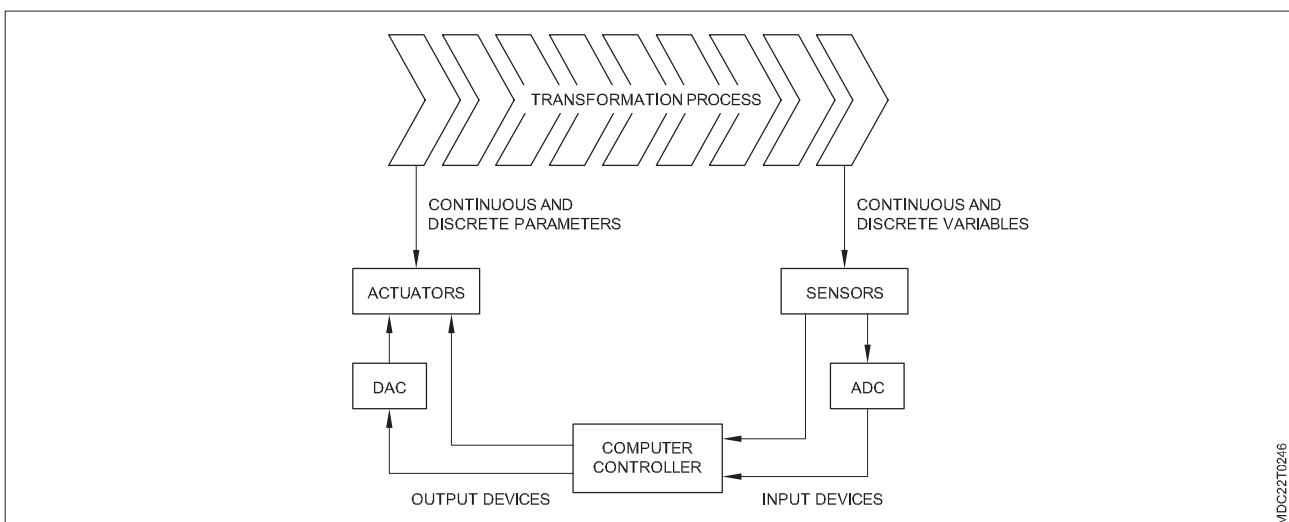 TRANSFORMATION PROCESS
CONTINUOUS AND
DISCRETE PARAMETERS
CONTINUOUS AND
DISCRETE VARIABLES
ACTUATORS
SENSORS
DAC
ADC
COMPUTER
CONTROLLER
OUTPUT DEVICES
INPUT DEVICES
MDC22T0246